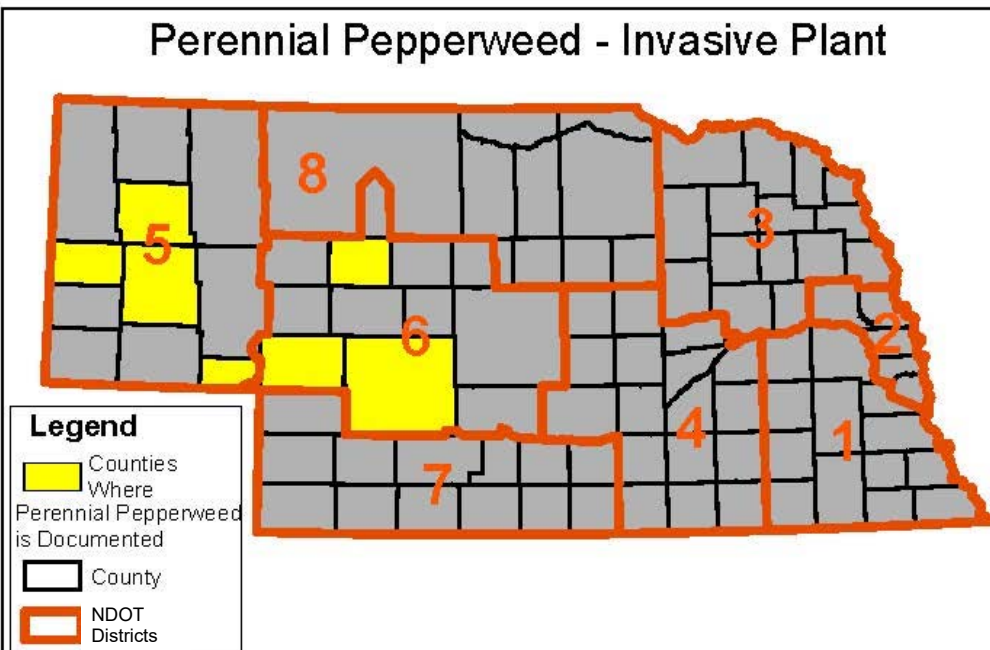 Perennial Pepperweed - Invasive Plant
8
5
3
6
2
4
1
7
Legend
Counties
Where
Perennial Pepperweed
is Documented
County
NDOT
Districts